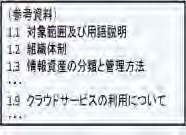 (参考資料)
1.1 対象範囲及び用語説明
1.2 組織体制
1.3 情報資産の分類と管理方法
・・・
1.9 クラウドサービスの利用について
・・・